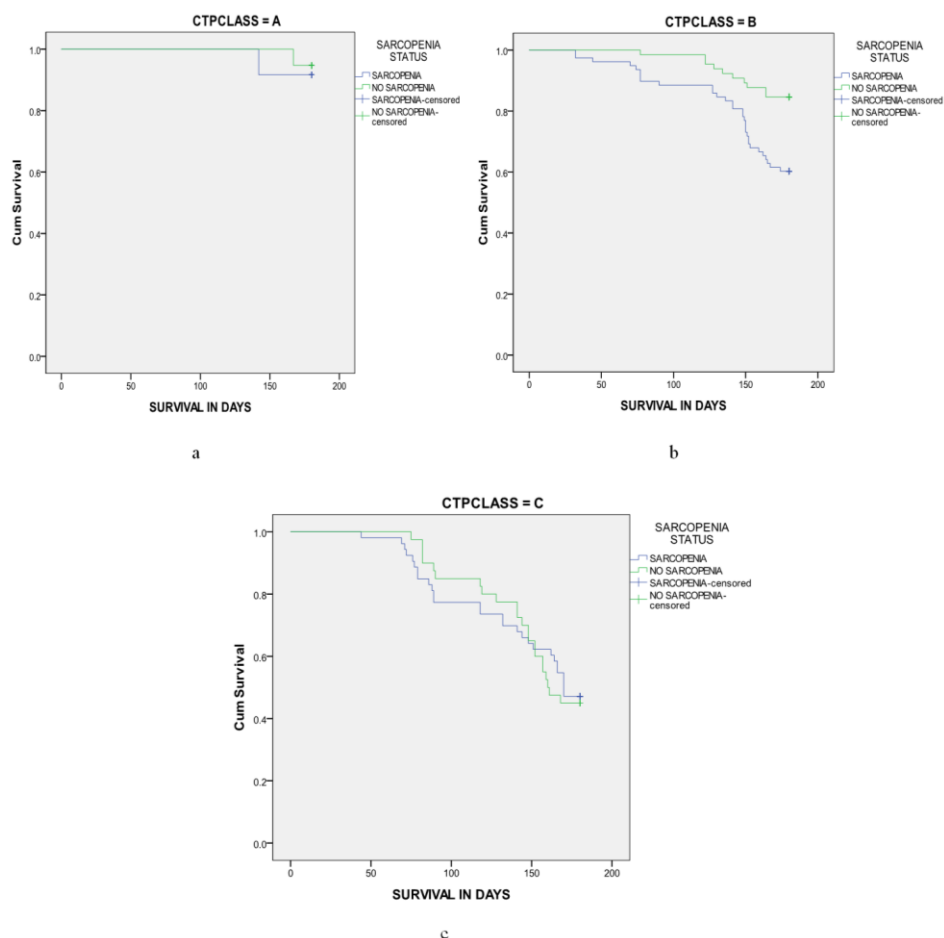 CTPCLASS = A
SARCOPENIA
STATUS
SARCOPENIA
NO SARCOPENIA
SARCOPENIA-censored
NO SARCOPENIA-
censored
1.0
0.8
0.6
0.4
0.2
0.0
Cum Survival
0 50 100 150 200
SURVIVAL IN DAYS
a
CTPCLASS = B
SARCOPENIA
STATUS
SARCOPENIA
NO SARCOPENIA
SARCOPENIA-censored
NO SARCOPENIA-
censored
1.0
0.8
0.6
0.4
0.2
0.0
Cum Survival
0 50 100 150 200
SURVIVAL IN DAYS
b
CTPCLASS = C
SARCOPENIA
STATUS
SARCOPENIA
NO SARCOPENIA
SARCOPENIA-censored
NO SARCOPENIA-
censored
1.0
0.8
0.6
0.4
0.2
0.0
Cum Survival
0 50 100 150 200
SURVIVAL IN DAYS
c